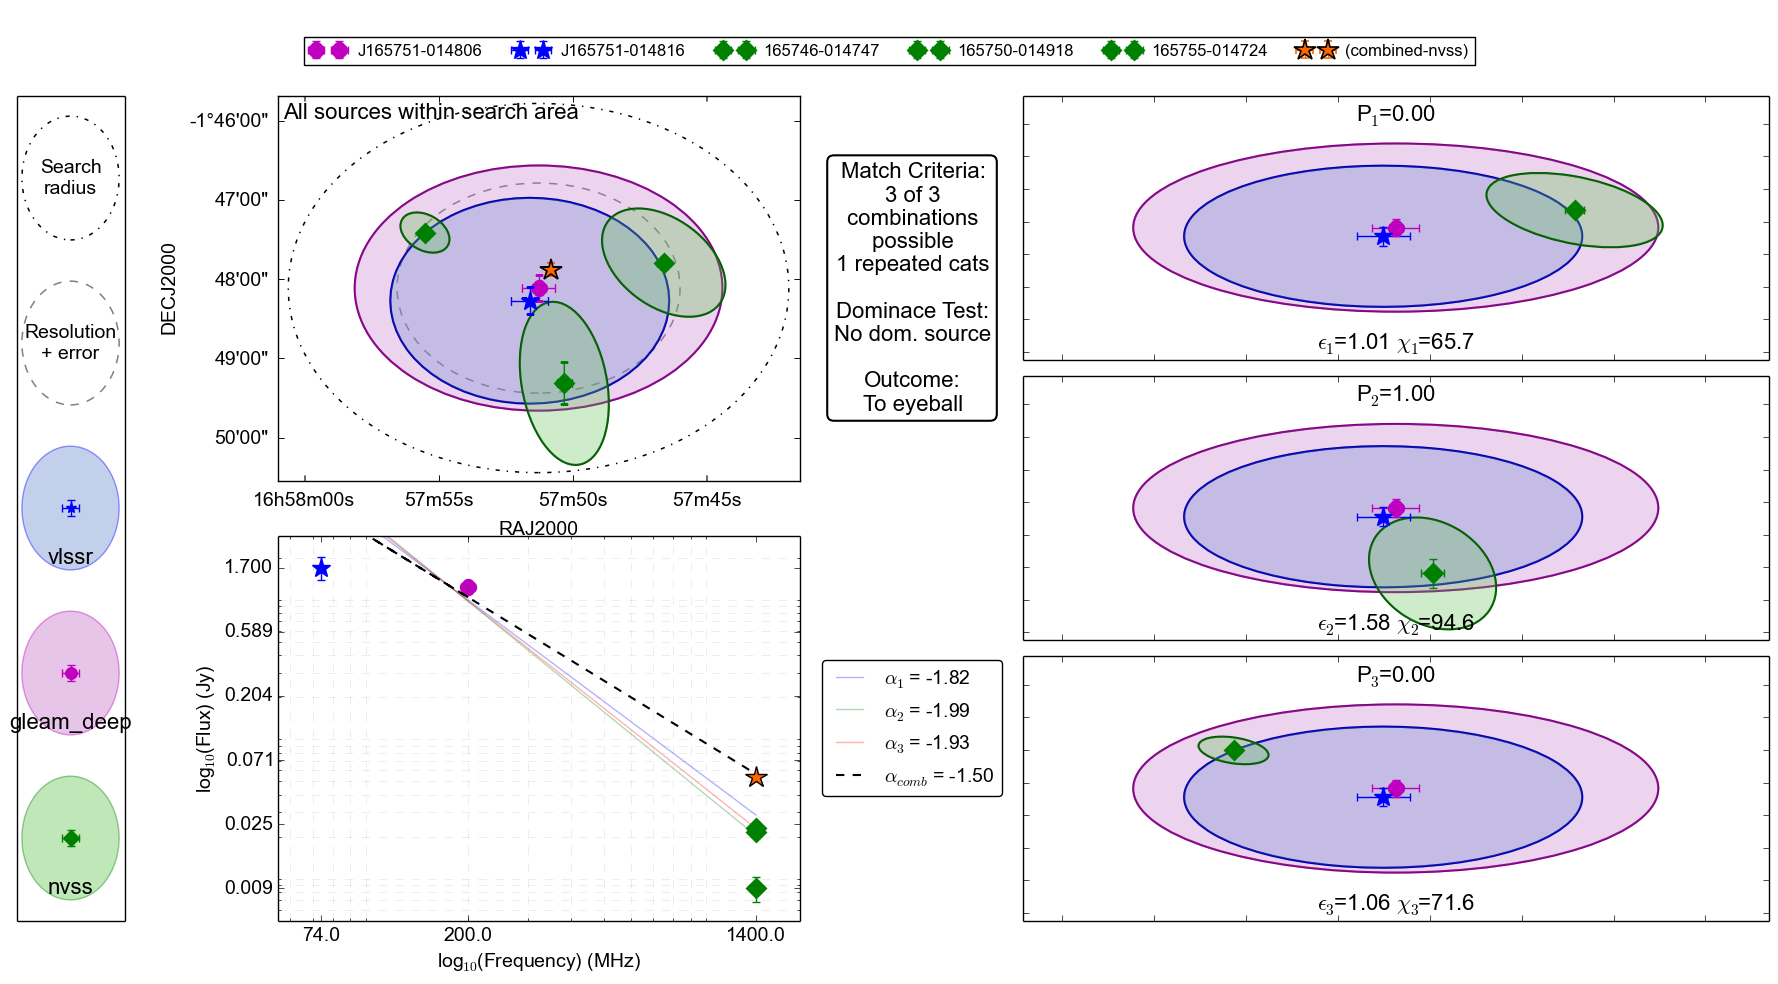 J165751-014806 J165751-014816 165746-014747 165750-014918 165755-014724 (combined-nvss)
Search
radius
Resolution
+ error
vlssr
gleam_deep
nvss
All sources within search area
-1°46'00"
47'00"
48'00"
49'00"
50'00"
DECJ2000
16h58m00s 57m55s 57m50s 57m45s
RAJ2000
1.700
0.589
0.204
0.071
0.025
0.009
log10(Flux) (Jy)
74.0 200.0 1400.0
log10(Frequency) (MHz)
Match Criteria:
3 of 3
combinations
possible
1 repeated cats
Dominace Test:
No dom. source
Outcome:
To eyeball
α1 = -1.82
α2 = -1.99
α3 = -1.93
αcomb = -1.50
P1=0.00
ϵ1=1.01 χ1=65.7
P2=1.00
ϵ2=1.58 χ2=94.6
P3=0.00
ϵ3=1.06 χ3=71.6